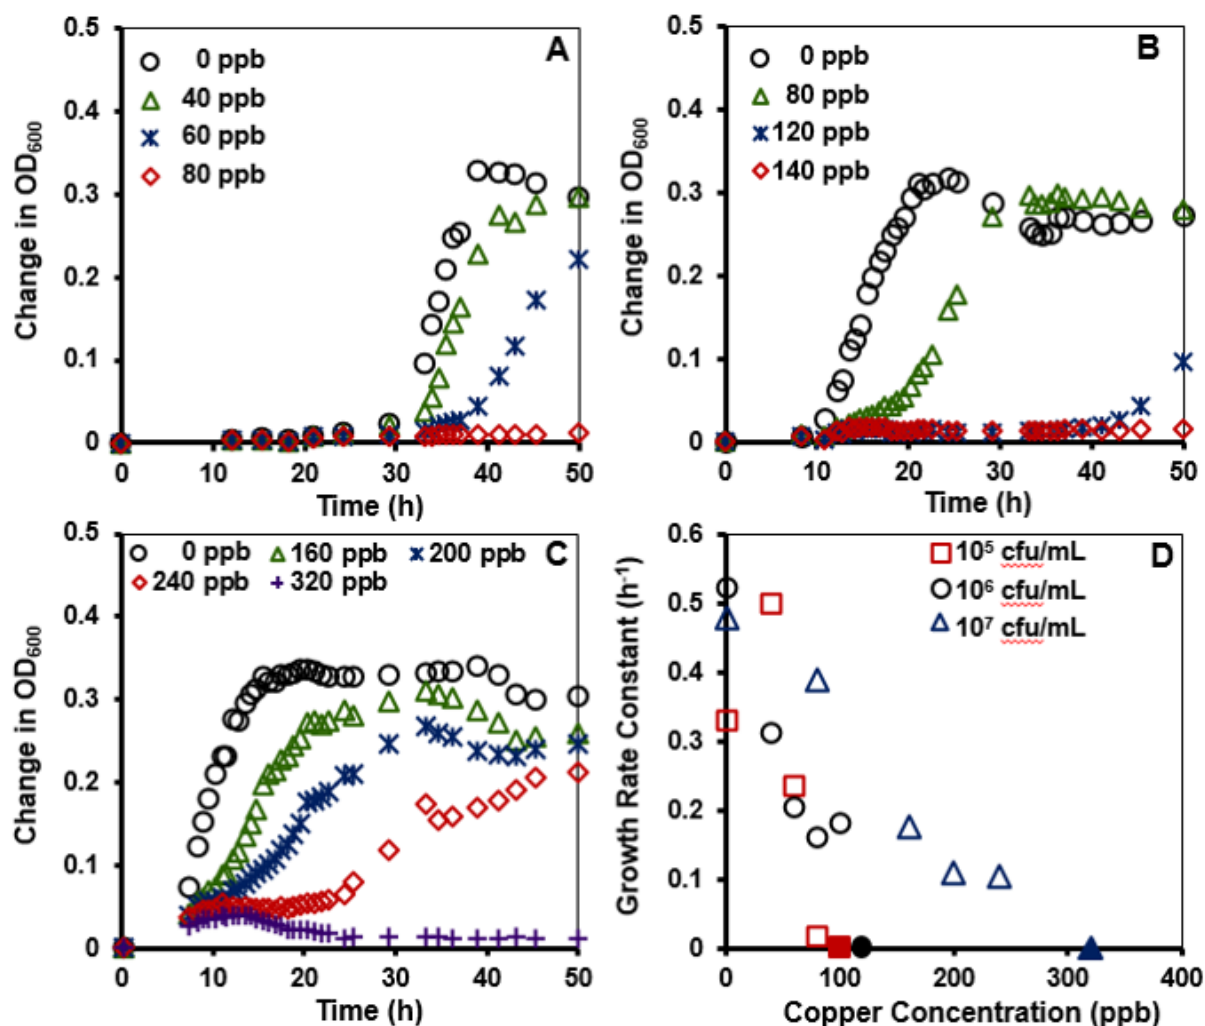 A
0 ppb
40 ppb
60 ppb
80 ppb
0.5
0.4
0.3
0.2
0.1
0
Change in OD600
0 10 20 30 40 50
Time (h)
B
0 ppb
80 ppb
120 ppb
140 ppb
0.5
0.4
0.3
0.2
0.1
0
Change in OD600
0 10 20 30 40 50
Time (h)
C
0 ppb 160 ppb 200 ppb
240 ppb 320 ppb
0.5
0.4
0.3
0.2
0.1
0
Change in OD600
0 10 20 30 40 50
Time (h)
D
10⁵ cfu/mL
10⁶ cfu/mL
10⁷ cfu/mL
0.6
0.5
0.4
0.3
0.2
0.1
0
Growth Rate Constant (h⁻¹)
0 100 200 300 400
Copper Concentration (ppb)